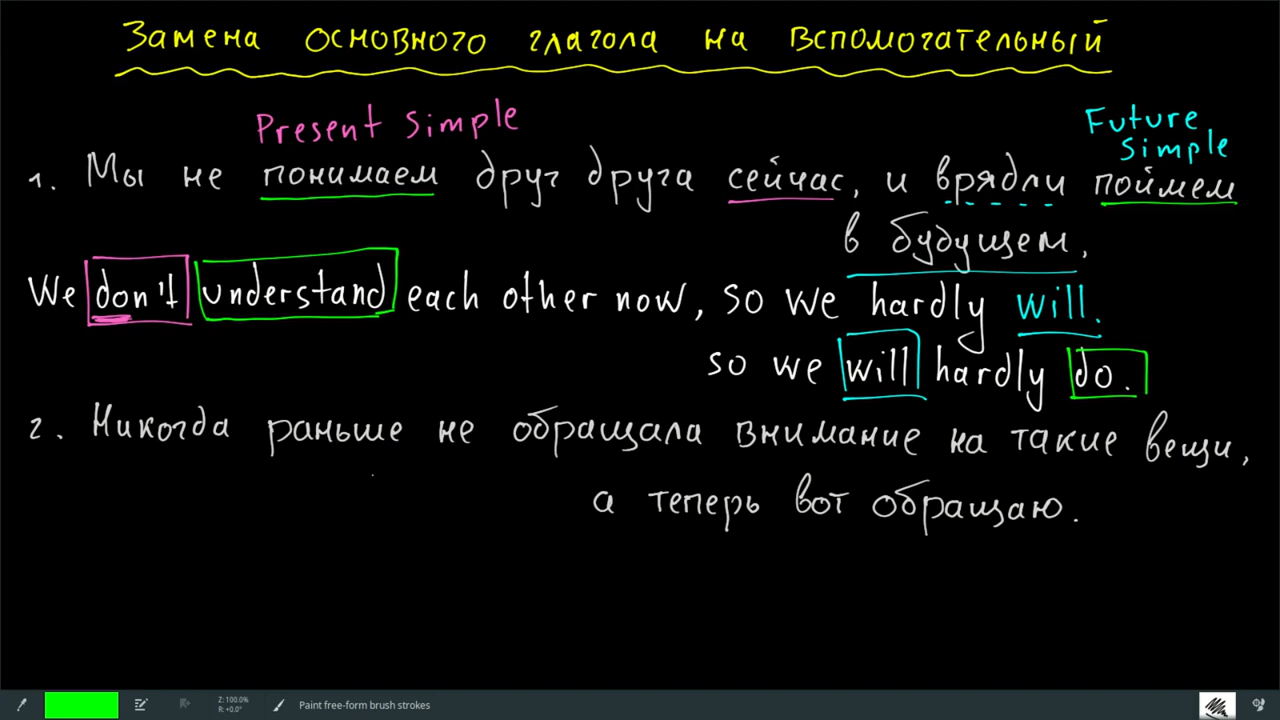 Замена основного глагола на вспомогательный
Present Simple
Future
Simple
1. Мы не понимаем друг друга сейчас, и врядли поймем
в будущем.
We don't understand each other now, so we hardly will.
so we will hardly do.
2. Никогда раньше не обращала внимание на такие вещи,
а теперь вот обращаю.
Z: 100.0%
R: +0.0°
Paint free-form brush strokes